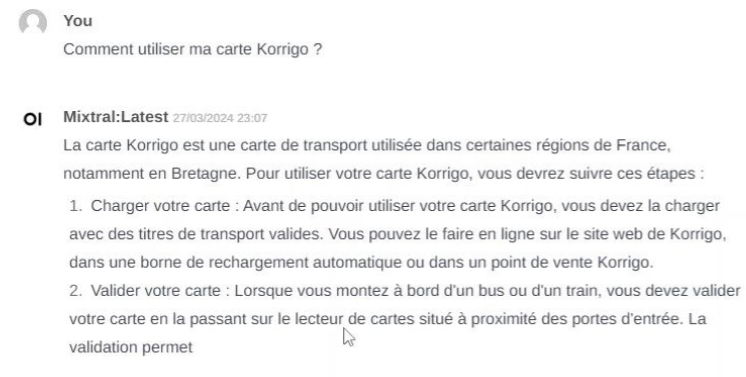 You
Comment utiliser ma carte Korrigo ?
OI Mixtral:Latest 27/03/2024 23:07
La carte Korrigo est une carte de transport utilisée dans certaines régions de France,
notamment en Bretagne. Pour utiliser votre carte Korrigo, vous devrez suivre ces étapes :
1. Charger votre carte : Avant de pouvoir utiliser votre carte Korrigo, vous devez la charger
avec des titres de transport valides. Vous pouvez le faire en ligne sur le site web de Korrigo,
dans une borne de rechargement automatique ou dans un point de vente Korrigo.
2. Valider votre carte : Lorsque vous montez à bord d'un bus ou d'un train, vous devez valider
votre carte en la passant sur le lecteur de cartes situé à proximité des portes d'entrée. La
validation permet